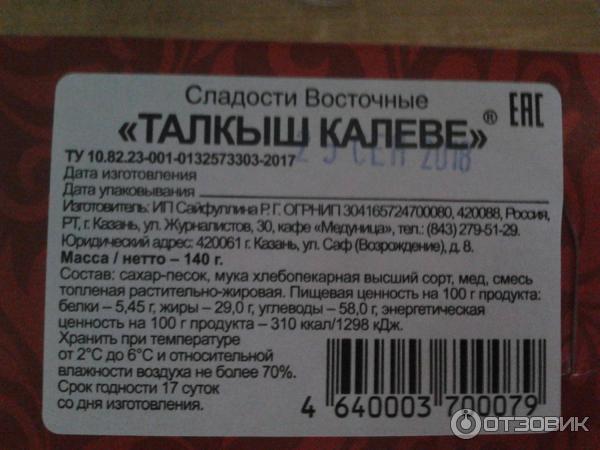 Сладости Восточные
«ТАЛКЫШ КАЛЕВЕ»® EAC
ТУ 10.82.23-001-0132573303-2017 25 СЕН 2018
Дата изготовления
Дата упаковывания
Изготовитель: ИП Сайфуллина Р. Г. ОГРНИП 304165724700080, 420088, Россия,
РТ, г. Казань, ул. Журналистов, 30, кафе «Медуница», тел.: (843) 279-51-29.
Юридический адрес: 420061 г. Казань, ул. Саф (Возрождение), д. 8.
Масса / нетто – 140 г.
Состав: сахар-песок, мука хлебопекарная высший сорт, мед, смесь
топленая растительно-жировая. Пищевая ценность на 100 г продукта:
белки – 5,45 г, жиры – 29,0 г, углеводы – 58,0 г, энергетическая
ценность на 100 г продукта – 310 ккал/1298 кДж.
Хранить при температуре
от 2°С до 6°С и относительной
влажности воздуха не более 70%.
Срок годности 17 суток
со дня изготовления.
4 640003 700079
ОТЗОВИК